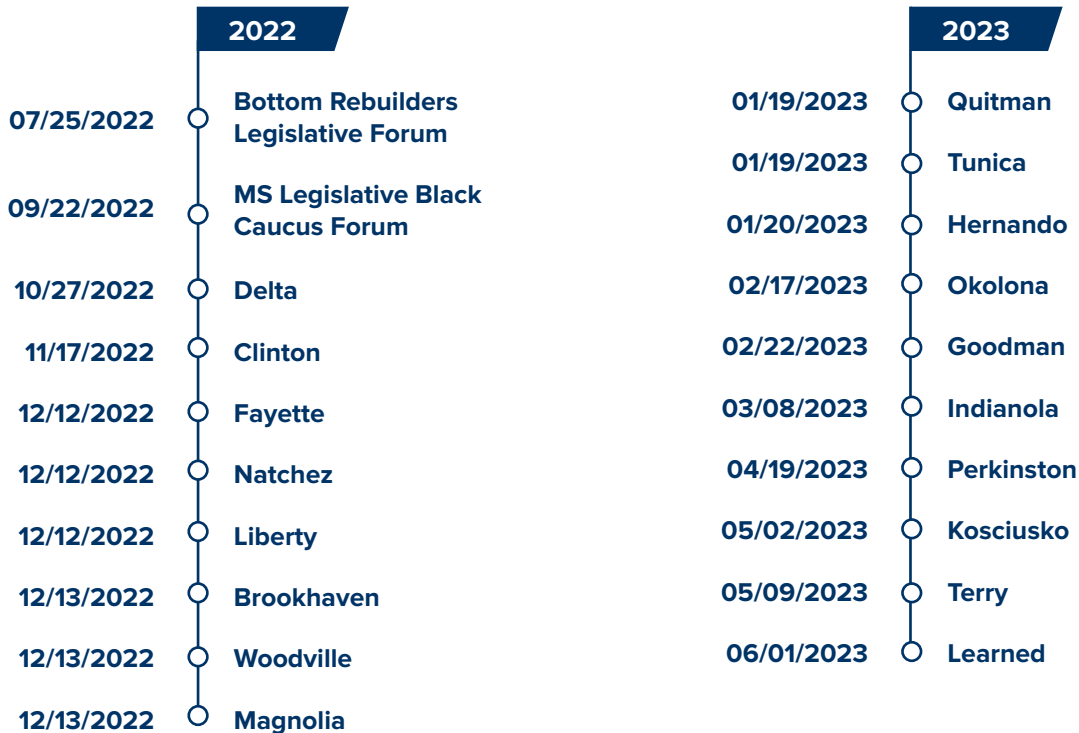 2022
07/25/2022 Bottom Rebuilders
Legislative Forum
09/22/2022 MS Legislative Black
Caucus Forum
10/27/2022 Delta
11/17/2022 Clinton
12/12/2022 Fayette
12/12/2022 Natchez
12/12/2022 Liberty
12/13/2022 Brookhaven
12/13/2022 Woodville
12/13/2022 Magnolia
2023
01/19/2023 Quitman
01/19/2023 Tunica
01/20/2023 Hernando
02/17/2023 Okolona
02/22/2023 Goodman
03/08/2023 Indianola
04/19/2023 Perkinston
05/02/2023 Kosciusko
05/09/2023 Terry
06/01/2023 Learned